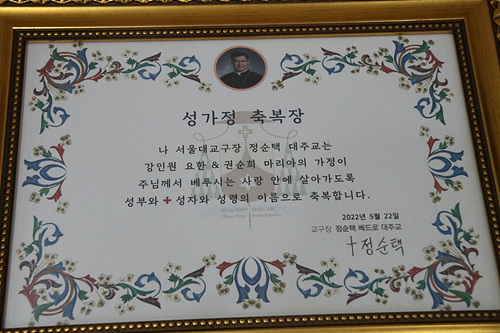 성가정 축복장
나 서울대교구장 정순택 대주교는
강인원 요한 & 권순희 마리아의 가정이
주님께서 베푸시는 사랑 안에 살아가도록
성부와 ✚ 성자와 성령의 이름으로 축복합니다.
2022년 5월 22일
교구장 정순택 베드로 대주교
✝정순택